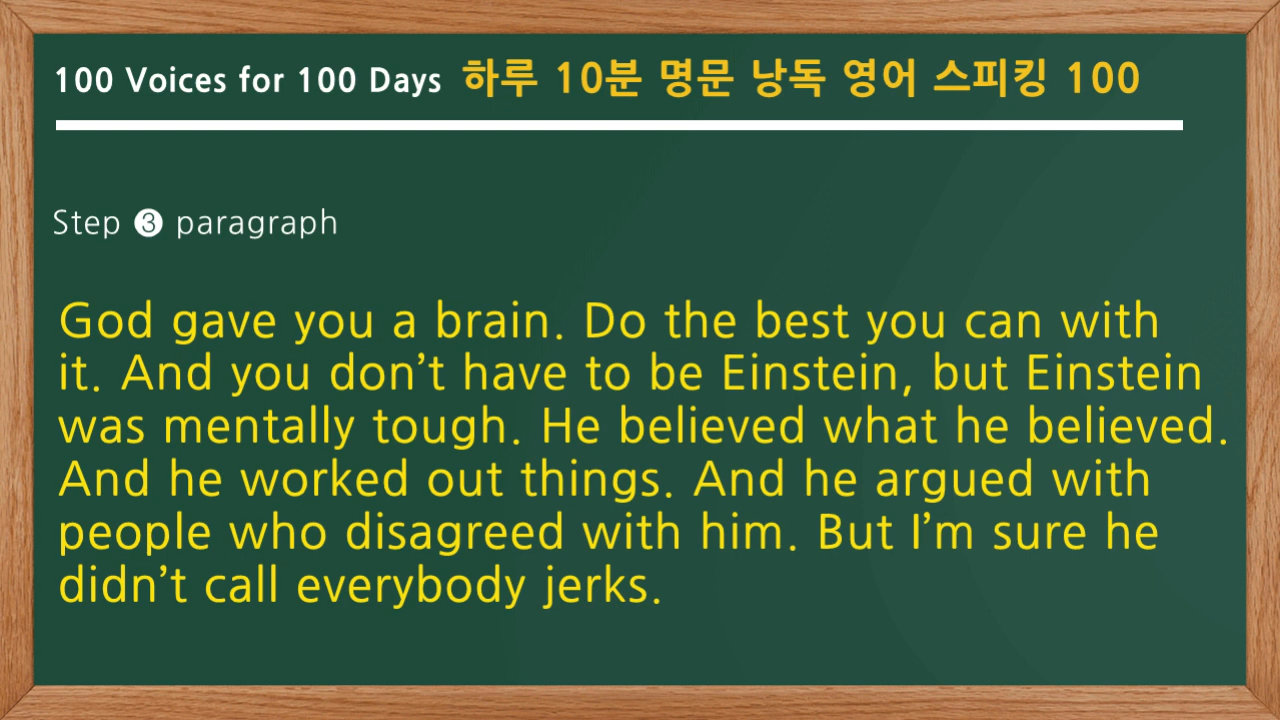 100 Voices for 100 Days 하루 10분 명문 낭독 영어 스피킹 100
Step ❸ paragraph
God gave you a brain. Do the best you can with
it. And you don’t have to be Einstein, but Einstein
was mentally tough. He believed what he believed.
And he worked out things. And he argued with
people who disagreed with him. But I’m sure he
didn’t call everybody jerks.